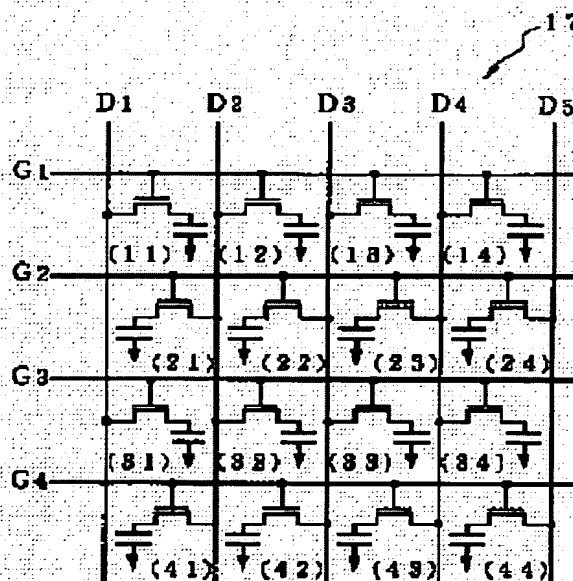 17
D1 D2 D3 D4 D5
G1
(11) (12) (13) (14)
G2
(21) (22) (23) (24)
G3
(31) (32) (33) (34)
G4
(41) (42) (43) (44)